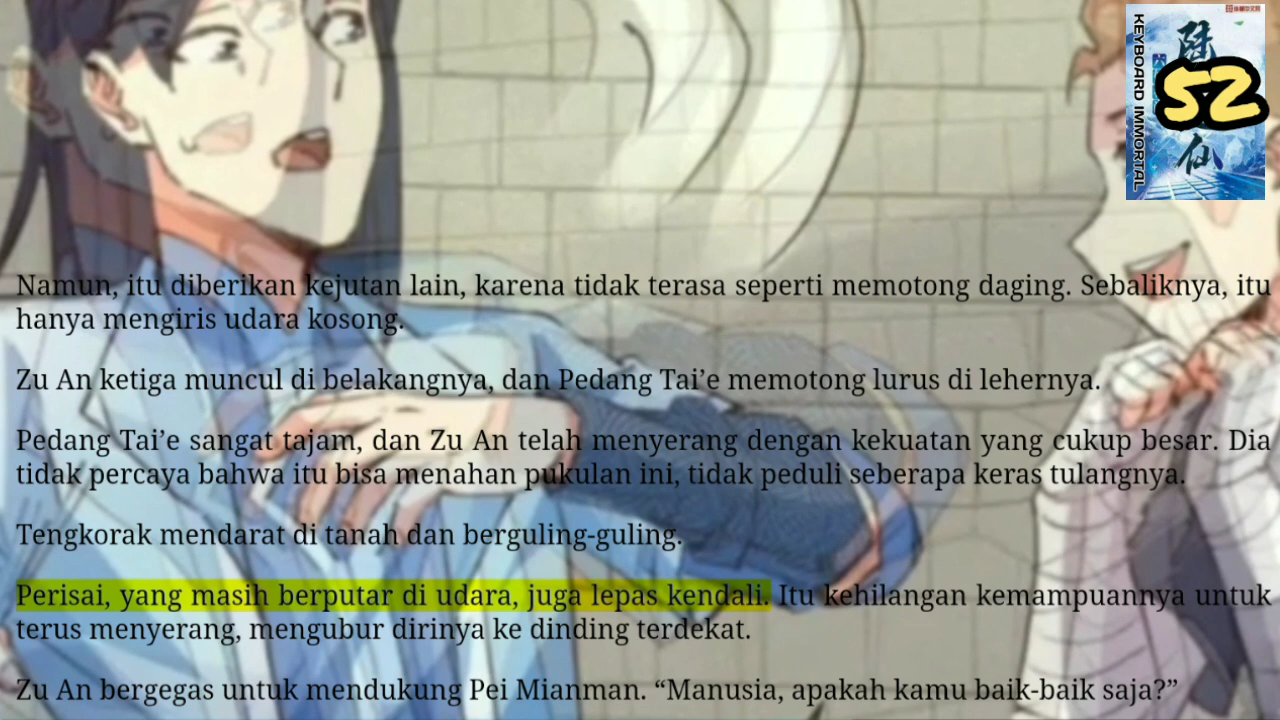 KEYBOARD IMMORTAL
陆
仙
52
Namun, itu diberikan kejutan lain, karena tidak terasa seperti memotong daging. Sebaliknya, itu
hanya mengiris udara kosong.
Zu An ketiga muncul di belakangnya, dan Pedang Tai’e memotong lurus di lehernya.
Pedang Tai’e sangat tajam, dan Zu An telah menyerang dengan kekuatan yang cukup besar. Dia
tidak percaya bahwa itu bisa menahan pukulan ini, tidak peduli seberapa keras tulangnya.
Tengkorak mendarat di tanah dan berguling-guling.
Perisai, yang masih berputar di udara, juga lepas kendali. Itu kehilangan kemampuannya untuk
terus menyerang, mengubur dirinya ke dinding terdekat.
Zu An bergegas untuk mendukung Pei Mianman. “Manusia, apakah kamu baik-baik saja?”